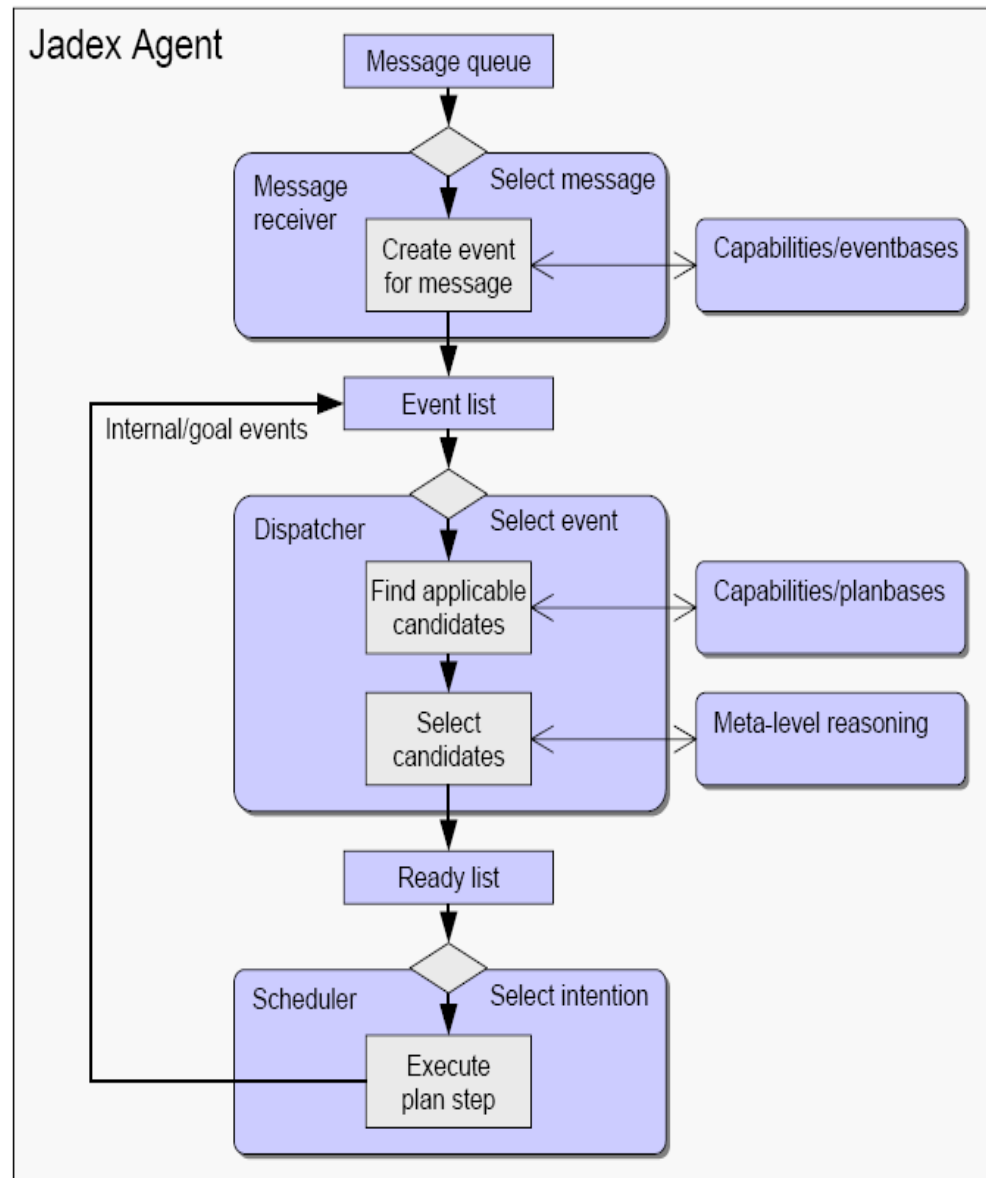 Jadex Agent
Message queue
Select message
Message
receiver
Create event
for message
Capabilities/eventbases
Event list
Internal/goal events
Select event
Dispatcher
Find applicable
candidates
Capabilities/planbases
Select
candidates
Meta-level reasoning
Ready list
Select intention
Scheduler
Execute
plan step